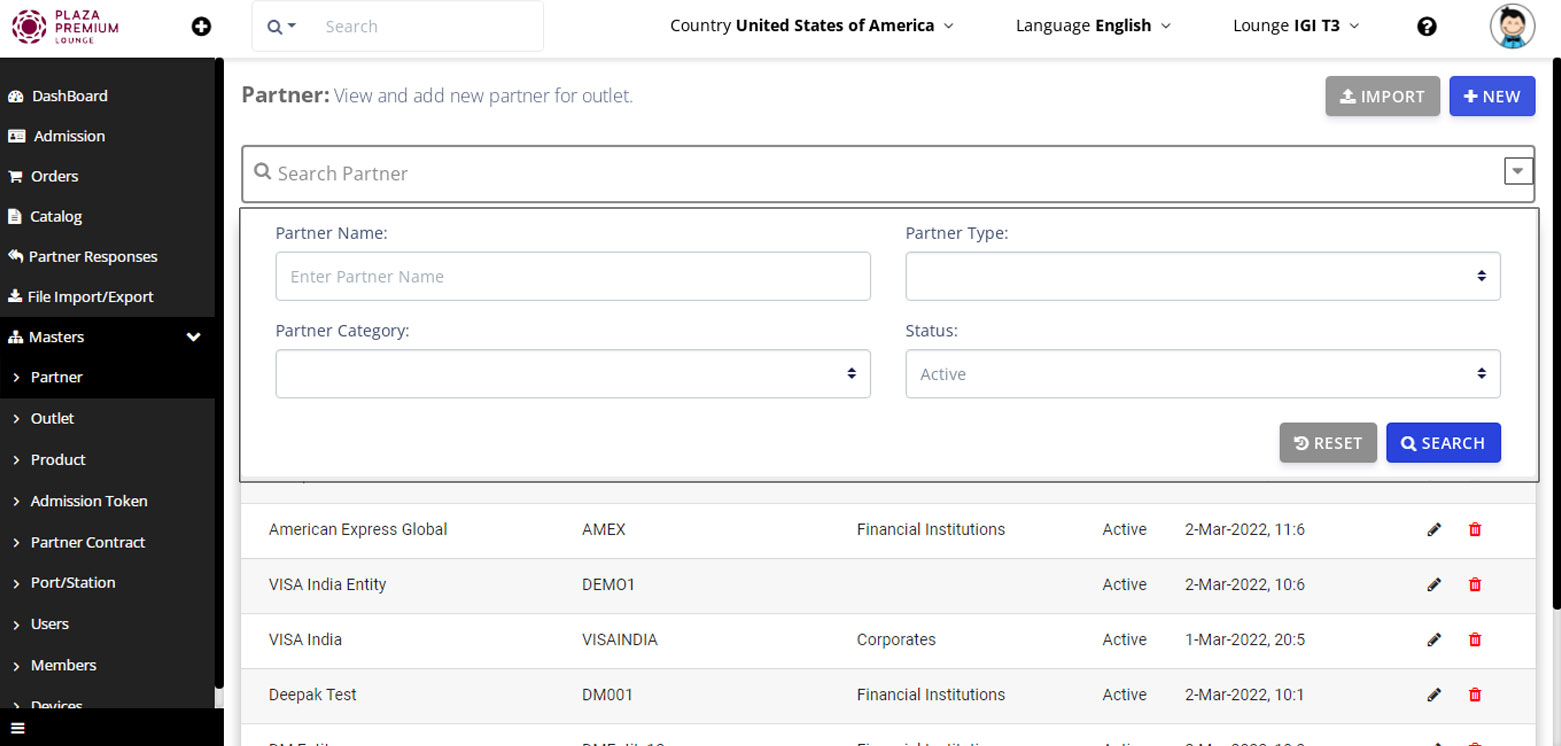 PLAZA
PREMIUM
LOUNGE
Search
Country United States of America
Language English
Lounge IGI T3
DashBoard
Admission
Orders
Catalog
Partner Responses
File Import/Export
Masters
Partner
Outlet
Product
Admission Token
Partner Contract
Port/Station
Users
Members
Devices
Partner: View and add new partner for outlet.
IMPORT
NEW
Search Partner
Partner Name:
Partner Type:
Enter Partner Name
Partner Category:
Status:
Active
RESET
SEARCH
American Express Global AMEX Financial Institutions Active 2-Mar-2022, 11:6
VISA India Entity DEMO1 Active 2-Mar-2022, 10:6
VISA India VISAINDIA Corporates Active 1-Mar-2022, 20:5
Deepak Test DM001 Financial Institutions Active 2-Mar-2022, 10:1